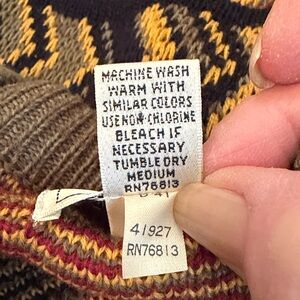 MACHINE WASH
WARM WITH
SIMILAR COLORS
USE NON-CHLORINE
BLEACH IF
NECESSARY
TUMBLE DRY
MEDIUM
RN76813
41927
RN76813